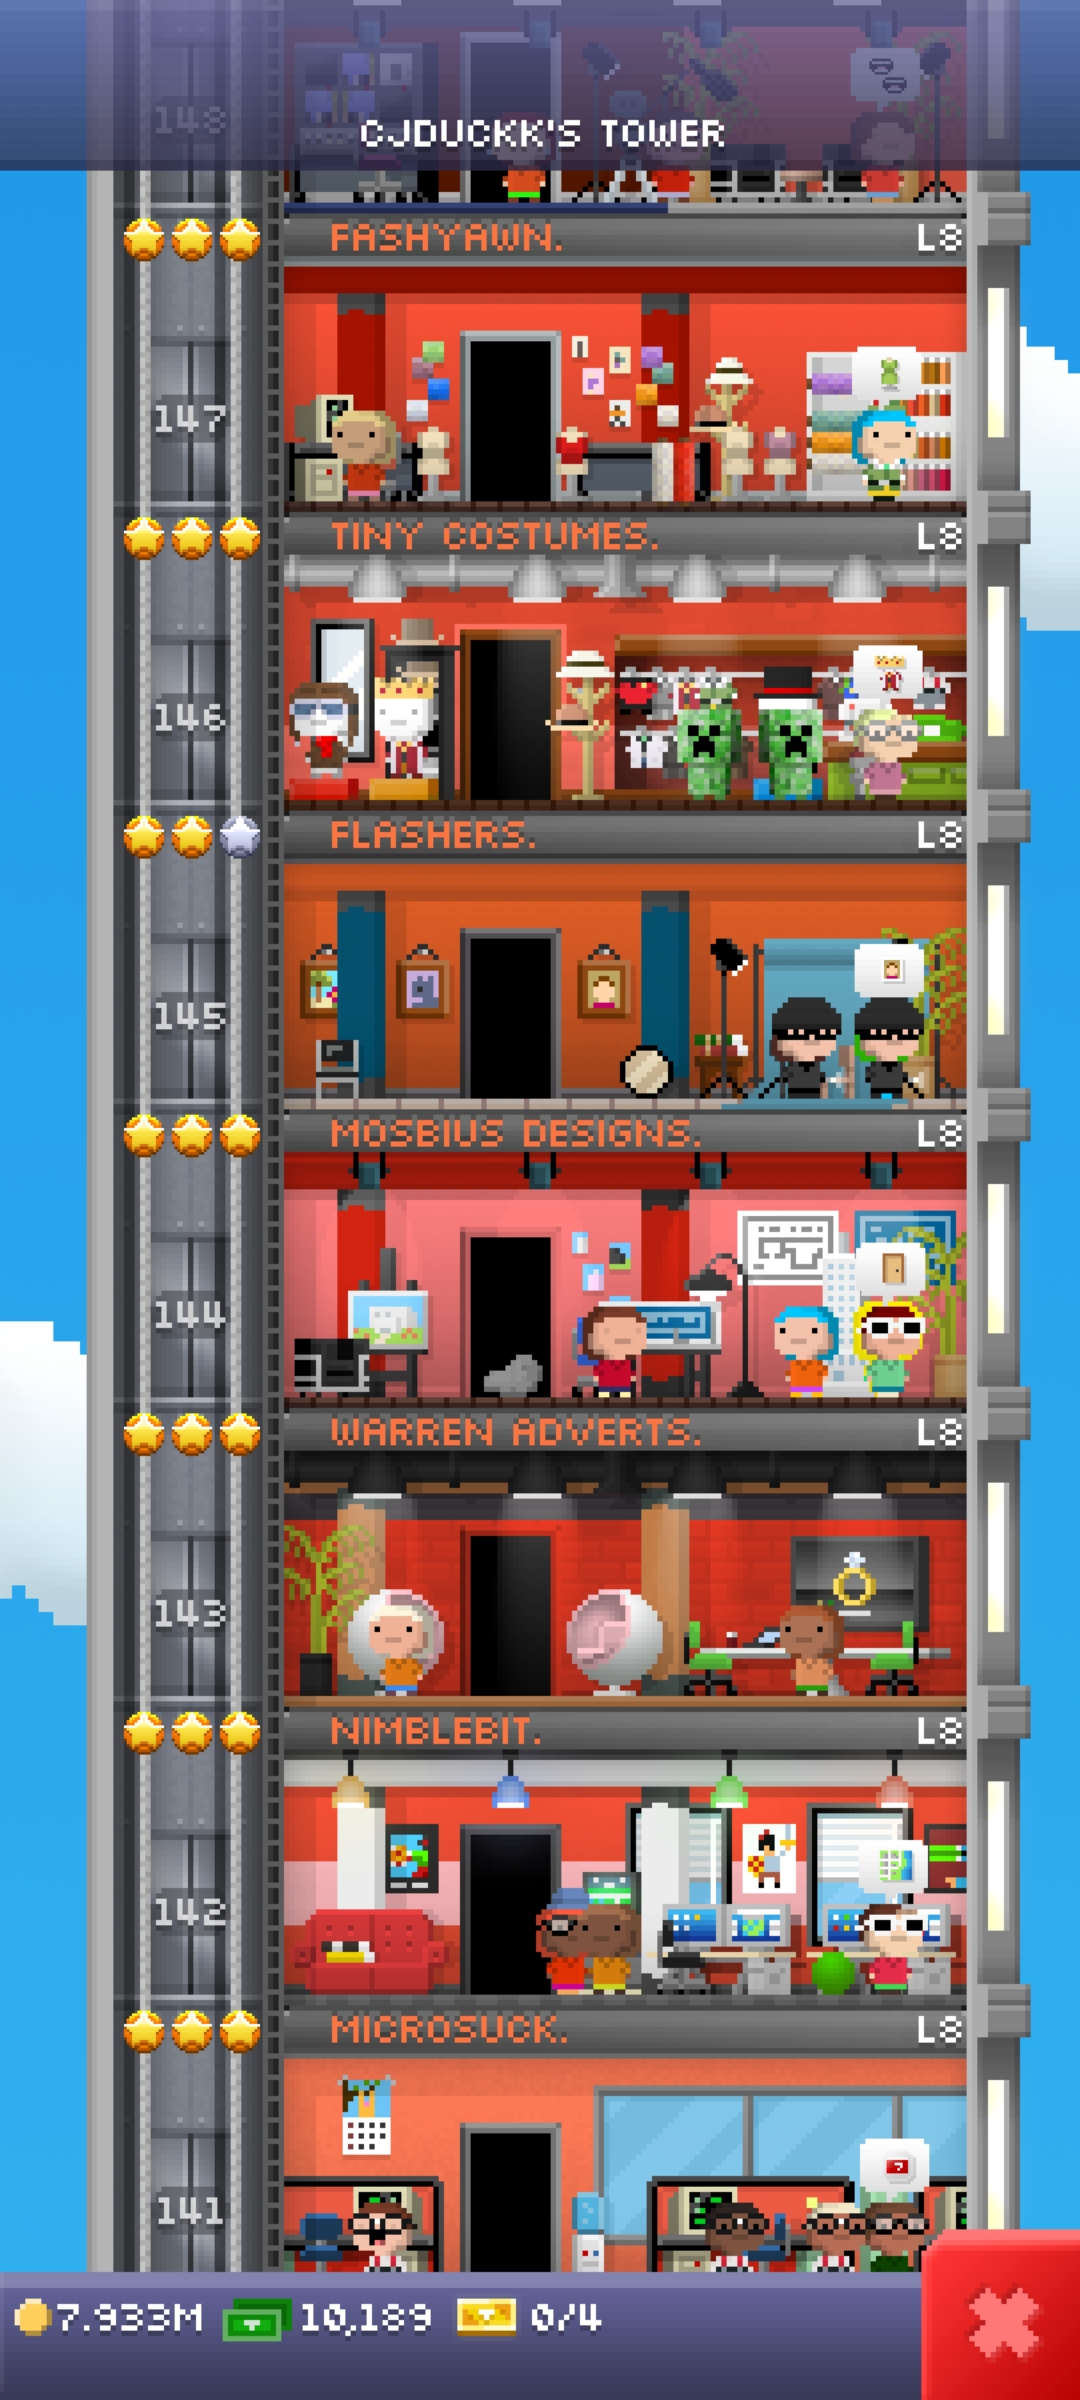 148
CJDUCKK'S TOWER
FASHYAWN. L8
147
TINY COSTUMES. L8
146
FLASHERS. L8
145
MOSBIUS DESIGNS. L8
144
WARREN ADVERTS. L8
143
NIMBLEBIT. L8
142
MICROSUCK. L8
141
7.933M 10,189 0/4